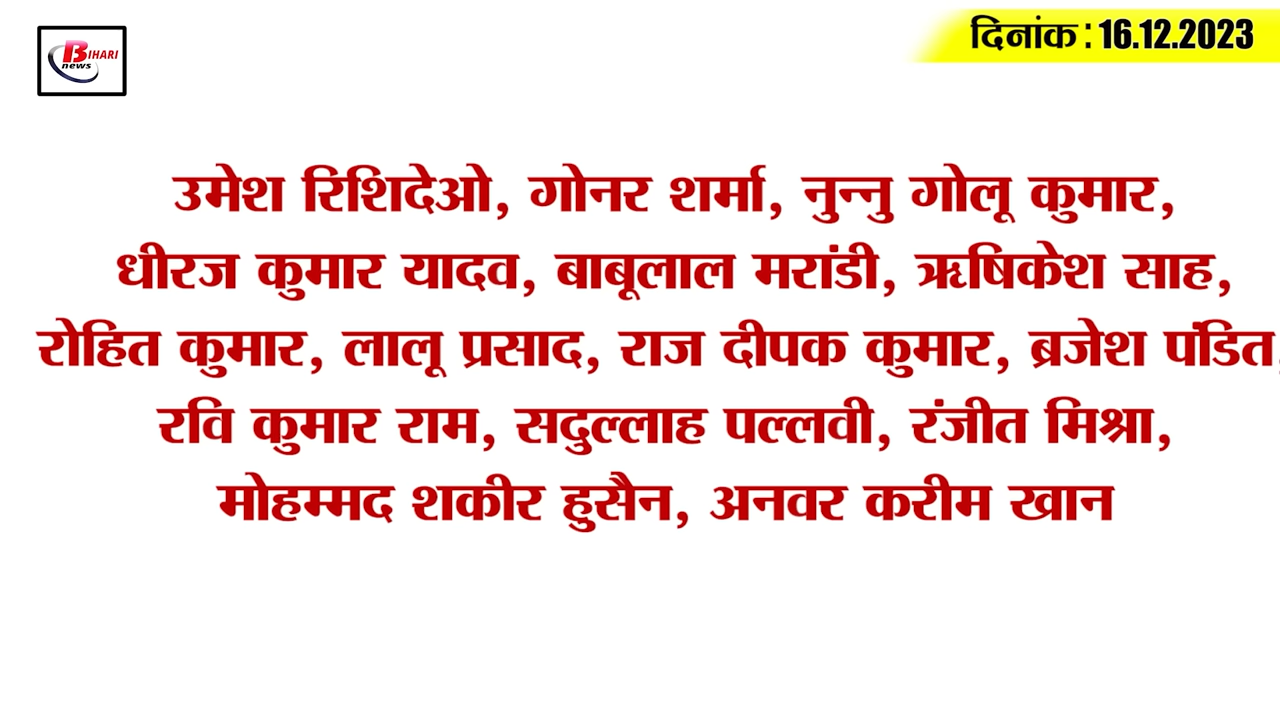 BIHARI
news
दिनांक : 16.12.2023
उमेश रिशिदेओ, गोनर शर्मा, नुन्नु गोलू कुमार,
धीरज कुमार यादव, बाबूलाल मरांडी, ऋषिकेश साह,
रोहित कुमार, लालू प्रसाद, राज दीपक कुमार, ब्रजेश पंडित,
रवि कुमार राम, सदुल्लाह पल्लवी, रंजीत मिश्रा,
मोहम्मद शकीर हुसैन, अनवर करीम खान